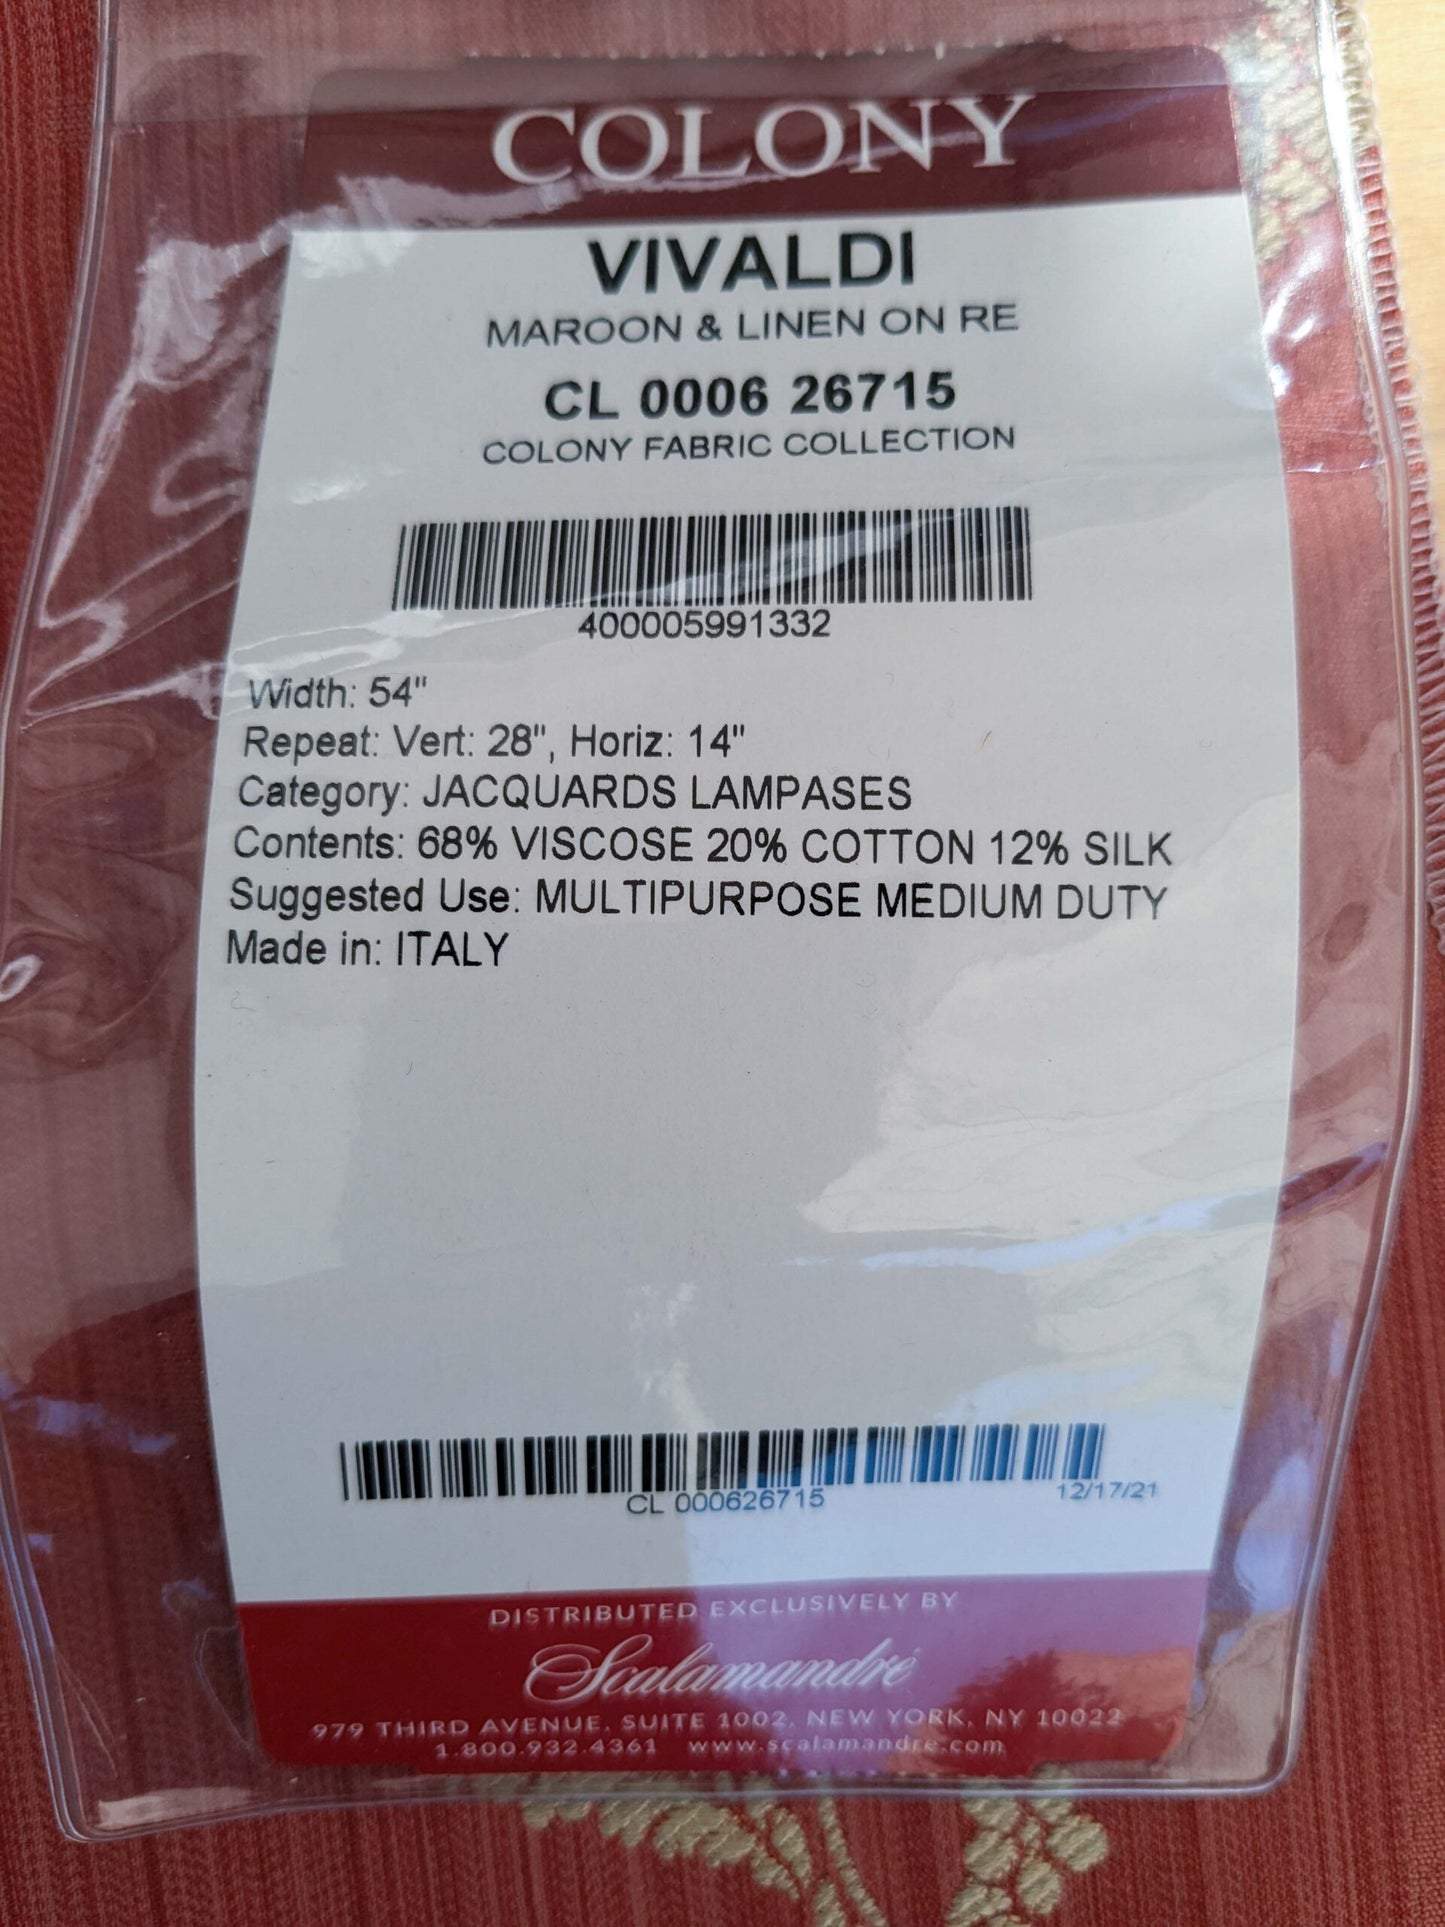 COLONY
VIVALDI
MAROON & LINEN ON RE
CL 0006 26715
COLONY FABRIC COLLECTION
400005991332
Width: 54"
Repeat: Vert: 28", Horiz: 14"
Category: JACQUARDS LAMPASES
Contents: 68% VISCOSE 20% COTTON 12% SILK
Suggested Use: MULTIPURPOSE MEDIUM DUTY
Made in: ITALY
CL 000626715
12/17/21
DISTRIBUTED EXCLUSIVELY BY
Scalamandré
979 THIRD AVENUE, SUITE 1002, NEW YORK, NY 10022
1.800.932.4361 www.scalamandre.com